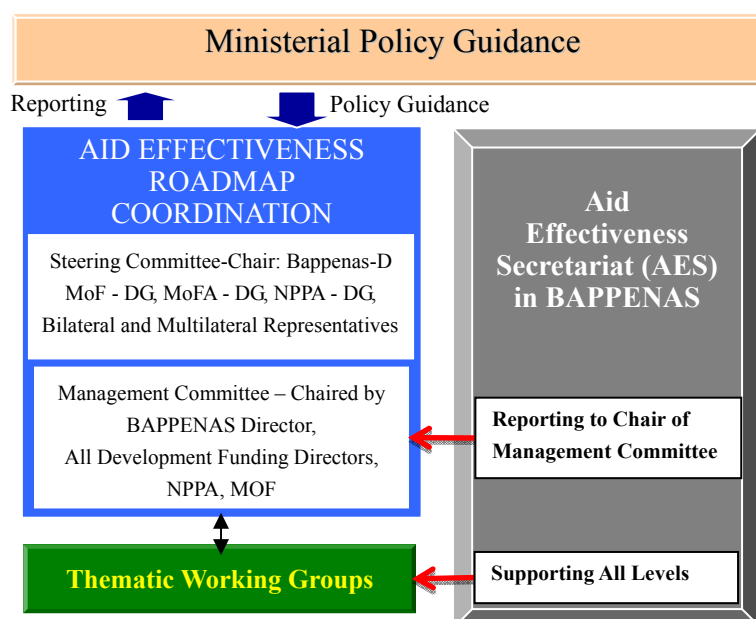 Ministerial Policy Guidance
Reporting
Policy Guidance
AID EFFECTIVENESS
ROADMAP
COORDINATION
Steering Committee-Chair: Bappenas-D
MoF - DG, MoFA - DG, NPPA - DG,
Bilateral and Multilateral Representatives
Management Committee – Chaired by
BAPPENAS Director,
All Development Funding Directors,
NPPA, MOF
Thematic Working Groups
Aid
Effectiveness
Secretariat (AES)
in BAPPENAS
Reporting to Chair of
Management Committee
Supporting All Levels